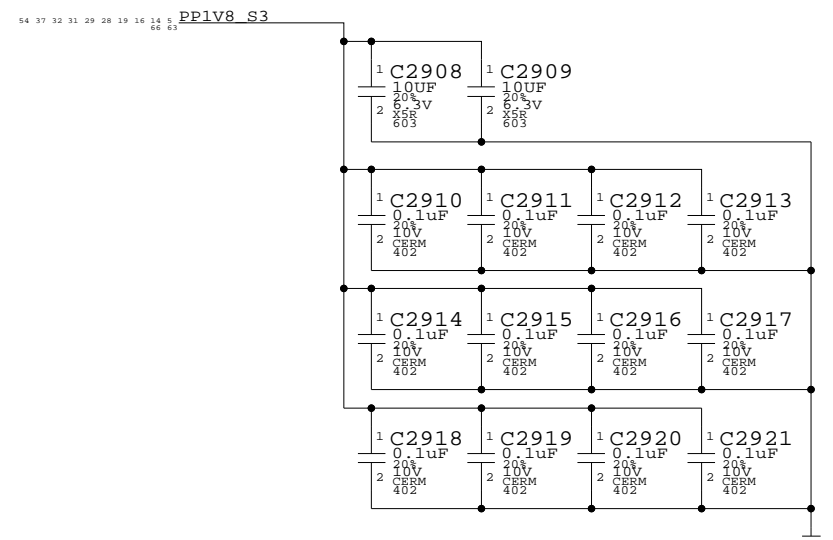 54 37 32 31 29 28 19 16 14 5 PP1V8_S3
66 63
1 C2908 1 C2909
10UF 10UF
20% 20%
6.3V 6.3V
2 X5R 2 X5R
603 603
1 C2910 1 C2911 1 C2912 1 C2913
0.1uF 0.1uF 0.1uF 0.1uF
20% 20% 20% 20%
10V 10V 10V 10V
2 CERM 2 CERM 2 CERM 2 CERM
402 402 402 402
1 C2914 1 C2915 1 C2916 1 C2917
0.1uF 0.1uF 0.1uF 0.1uF
20% 20% 20% 20%
10V 10V 10V 10V
2 CERM 2 CERM 2 CERM 2 CERM
402 402 402 402
1 C2918 1 C2919 1 C2920 1 C2921
0.1uF 0.1uF 0.1uF 0.1uF
20% 20% 20% 20%
10V 10V 10V 10V
2 CERM 2 CERM 2 CERM 2 CERM
402 402 402 402